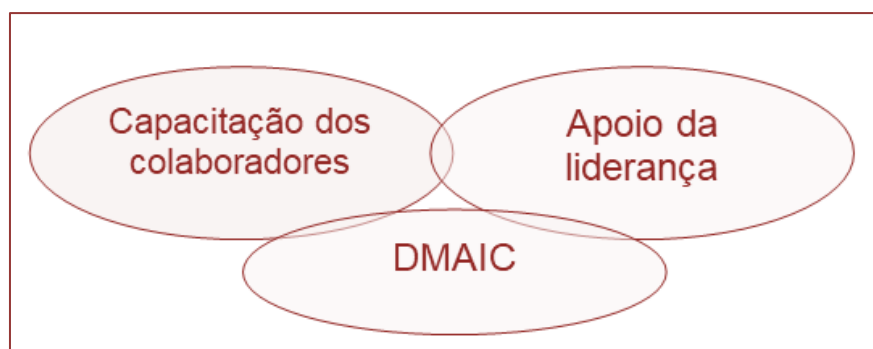 Capacitação dos
colaboradores
Apoio da
liderança
DMAIC